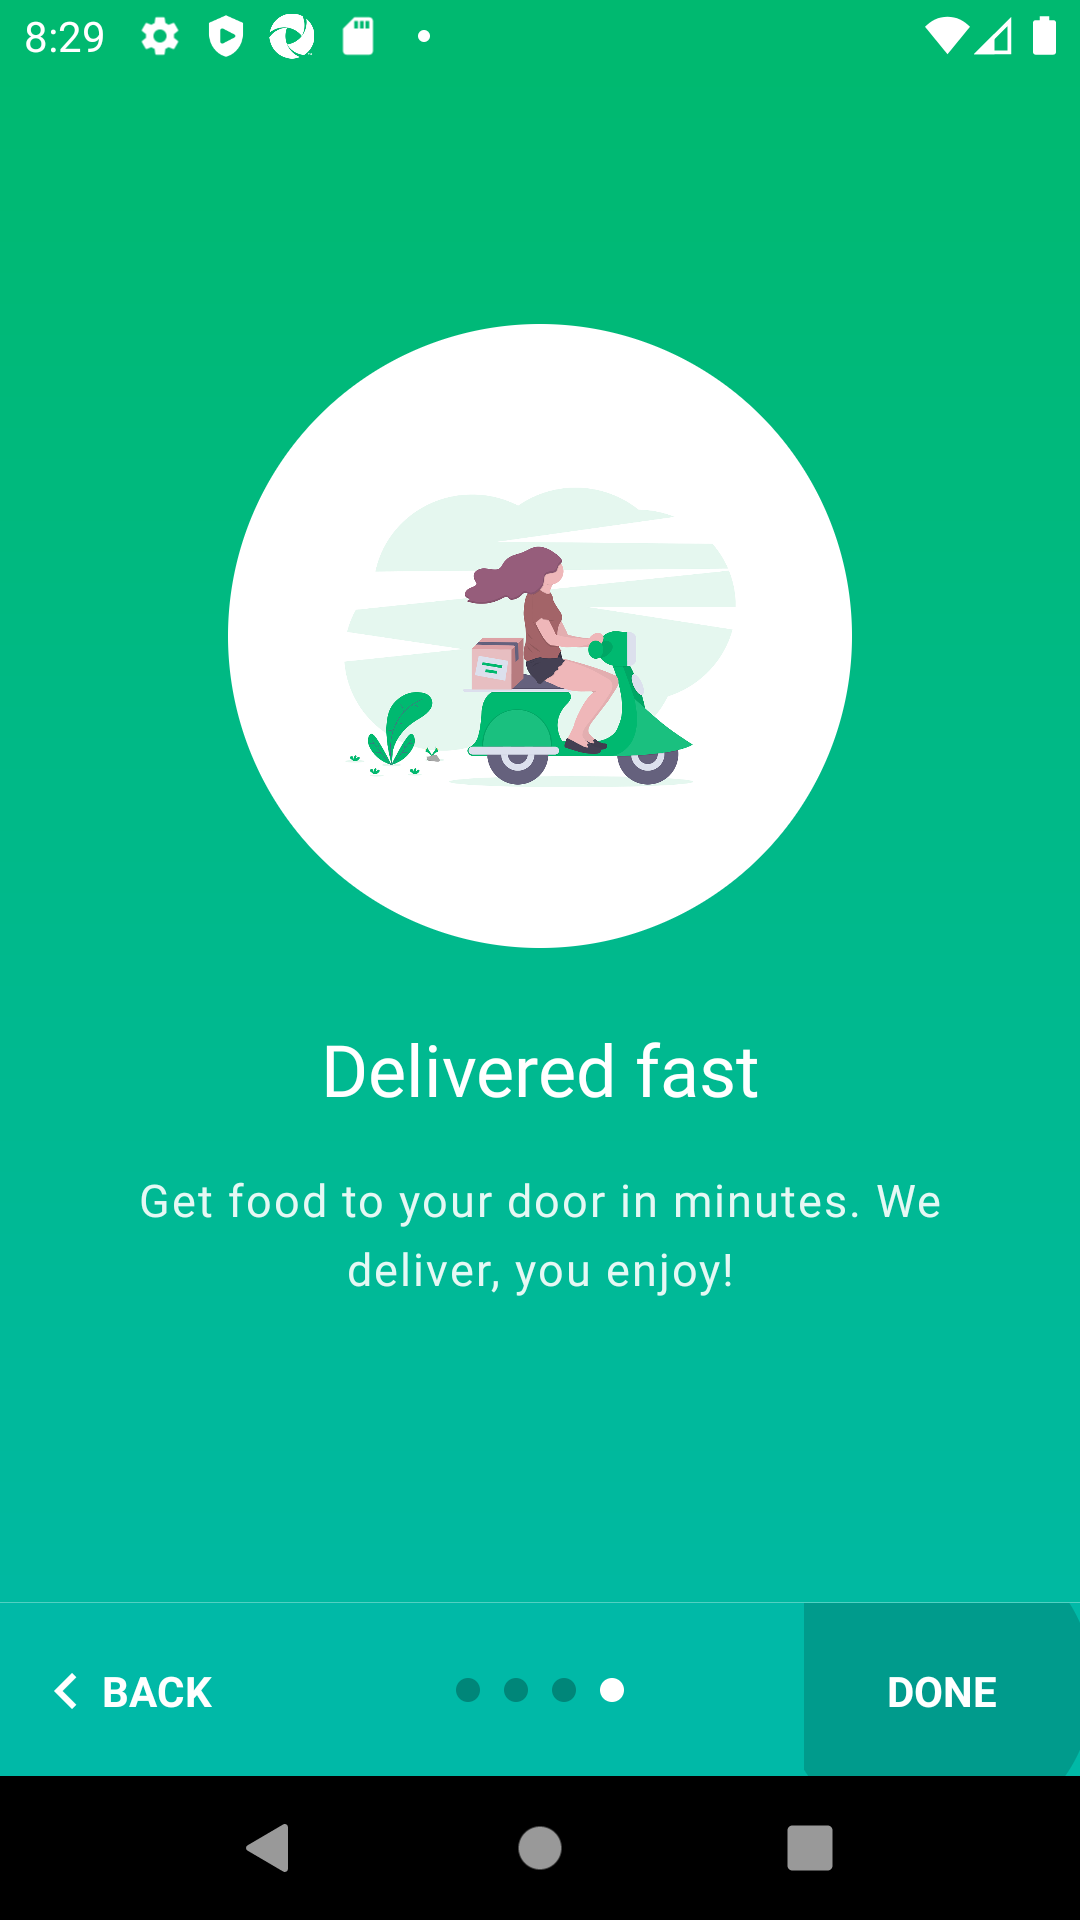 8:29
Delivered fast
Get food to your door in minutes. We
deliver, you enjoy!
BACK
DONE